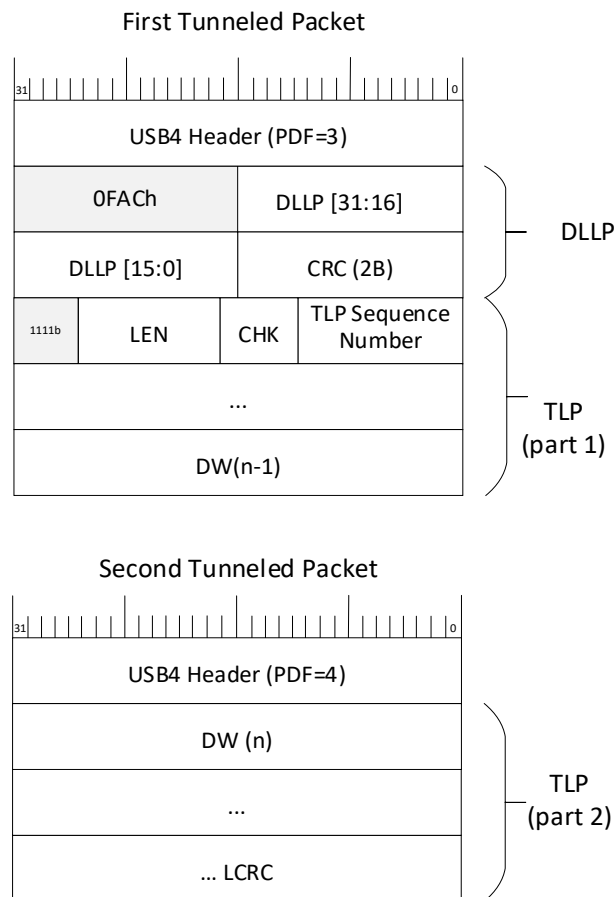 First Tunneled Packet
31 0
USB4 Header (PDF=3)
0FACh DLLP [31:16]
DLLP [15:0] CRC (2B)
DLLP
1111b LEN CHK TLP Sequence
Number
...
DW(n-1)
TLP
(part 1)
Second Tunneled Packet
31 0
USB4 Header (PDF=4)
DW (n)
...
... LCRC
TLP
(part 2)